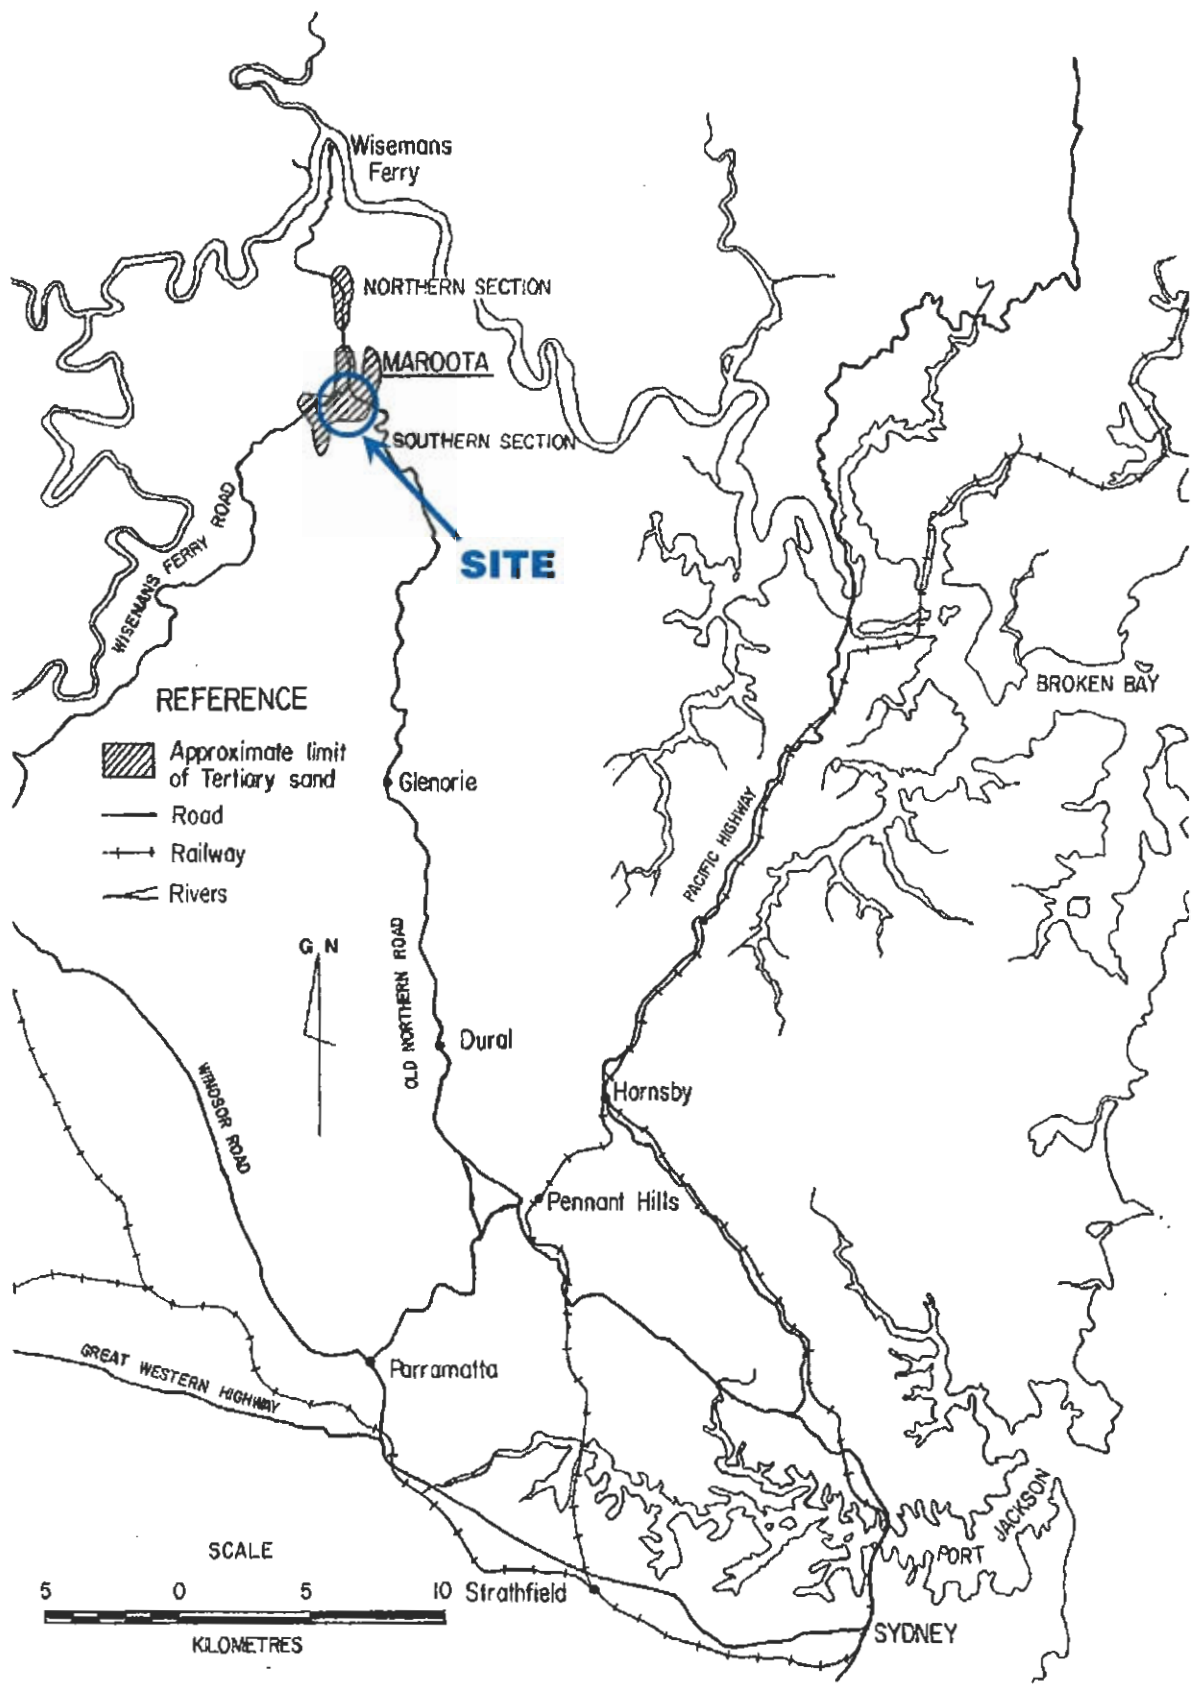 Wisemans
Ferry
NORTHERN SECTION
MAROOTA
SOUTHERN SECTION
SITE
WISEMANS FERRY ROAD
BROKEN BAY
REFERENCE
Approximate limit
of Tertiary sand
Road
Railway
Rivers
Glenorie
PACIFIC HIGHWAY
G N
OLD NORTHERN ROAD
Dural
WINDSOR ROAD
Hornsby
Pennant Hills
GREAT WESTERN HIGHWAY
Parramatta
PORT JACKSON
SCALE
5 0 5 10
KILOMETRES
Strathfield
SYDNEY